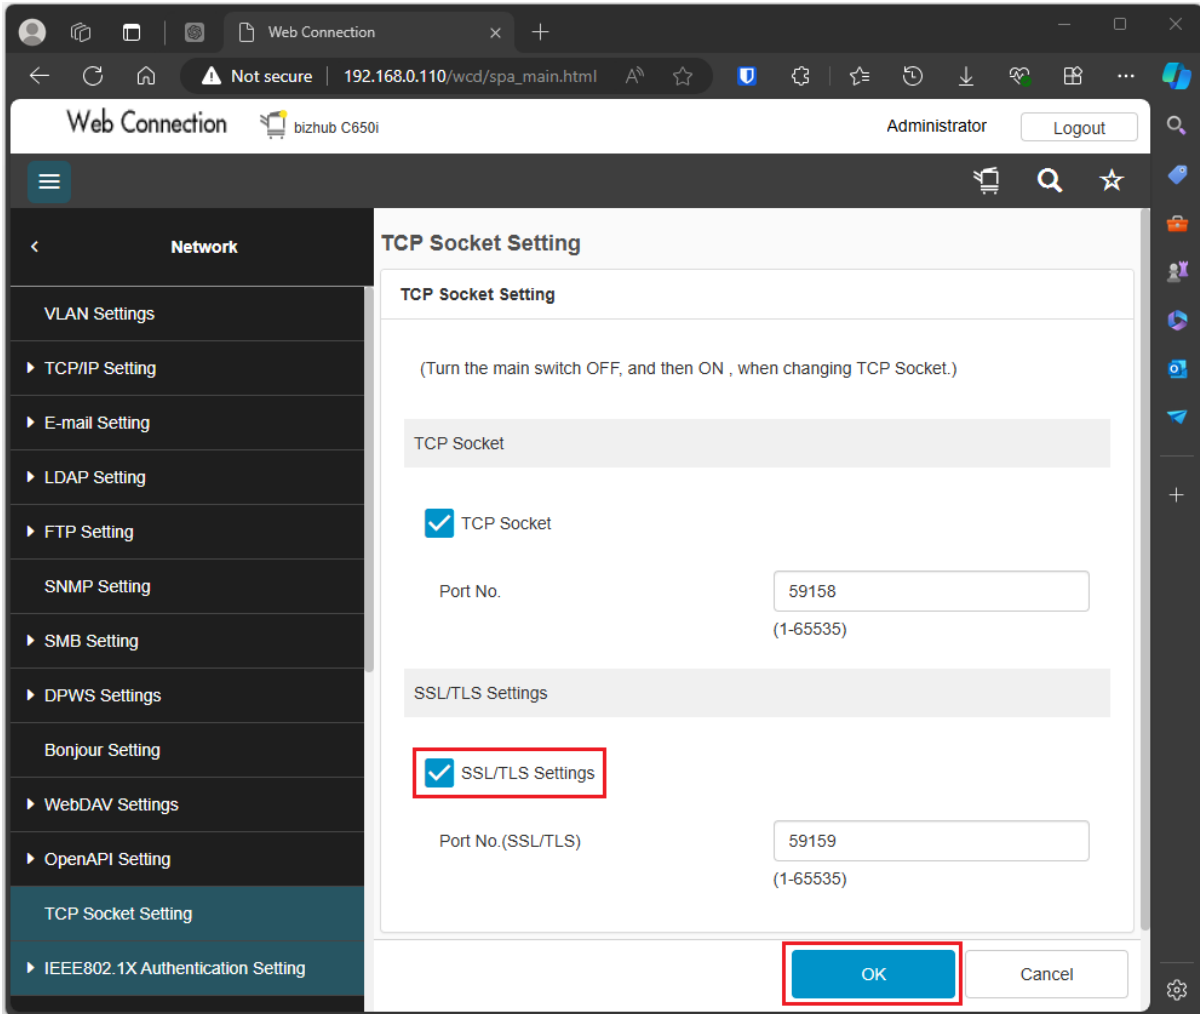 Web Connection
Not secure 192.168.0.110/wcd/spa_main.html
Web Connection bizhub C650i Administrator Logout
Network
VLAN Settings
TCP/IP Setting
E-mail Setting
LDAP Setting
FTP Setting
SNMP Setting
SMB Setting
DPWS Settings
Bonjour Setting
WebDAV Settings
OpenAPI Setting
TCP Socket Setting
IEEE802.1X Authentication Setting
TCP Socket Setting
TCP Socket Setting
(Turn the main switch OFF, and then ON , when changing TCP Socket.)
TCP Socket
TCP Socket
Port No. 59158
(1-65535)
SSL/TLS Settings
SSL/TLS Settings
Port No.(SSL/TLS) 59159
(1-65535)
OK Cancel